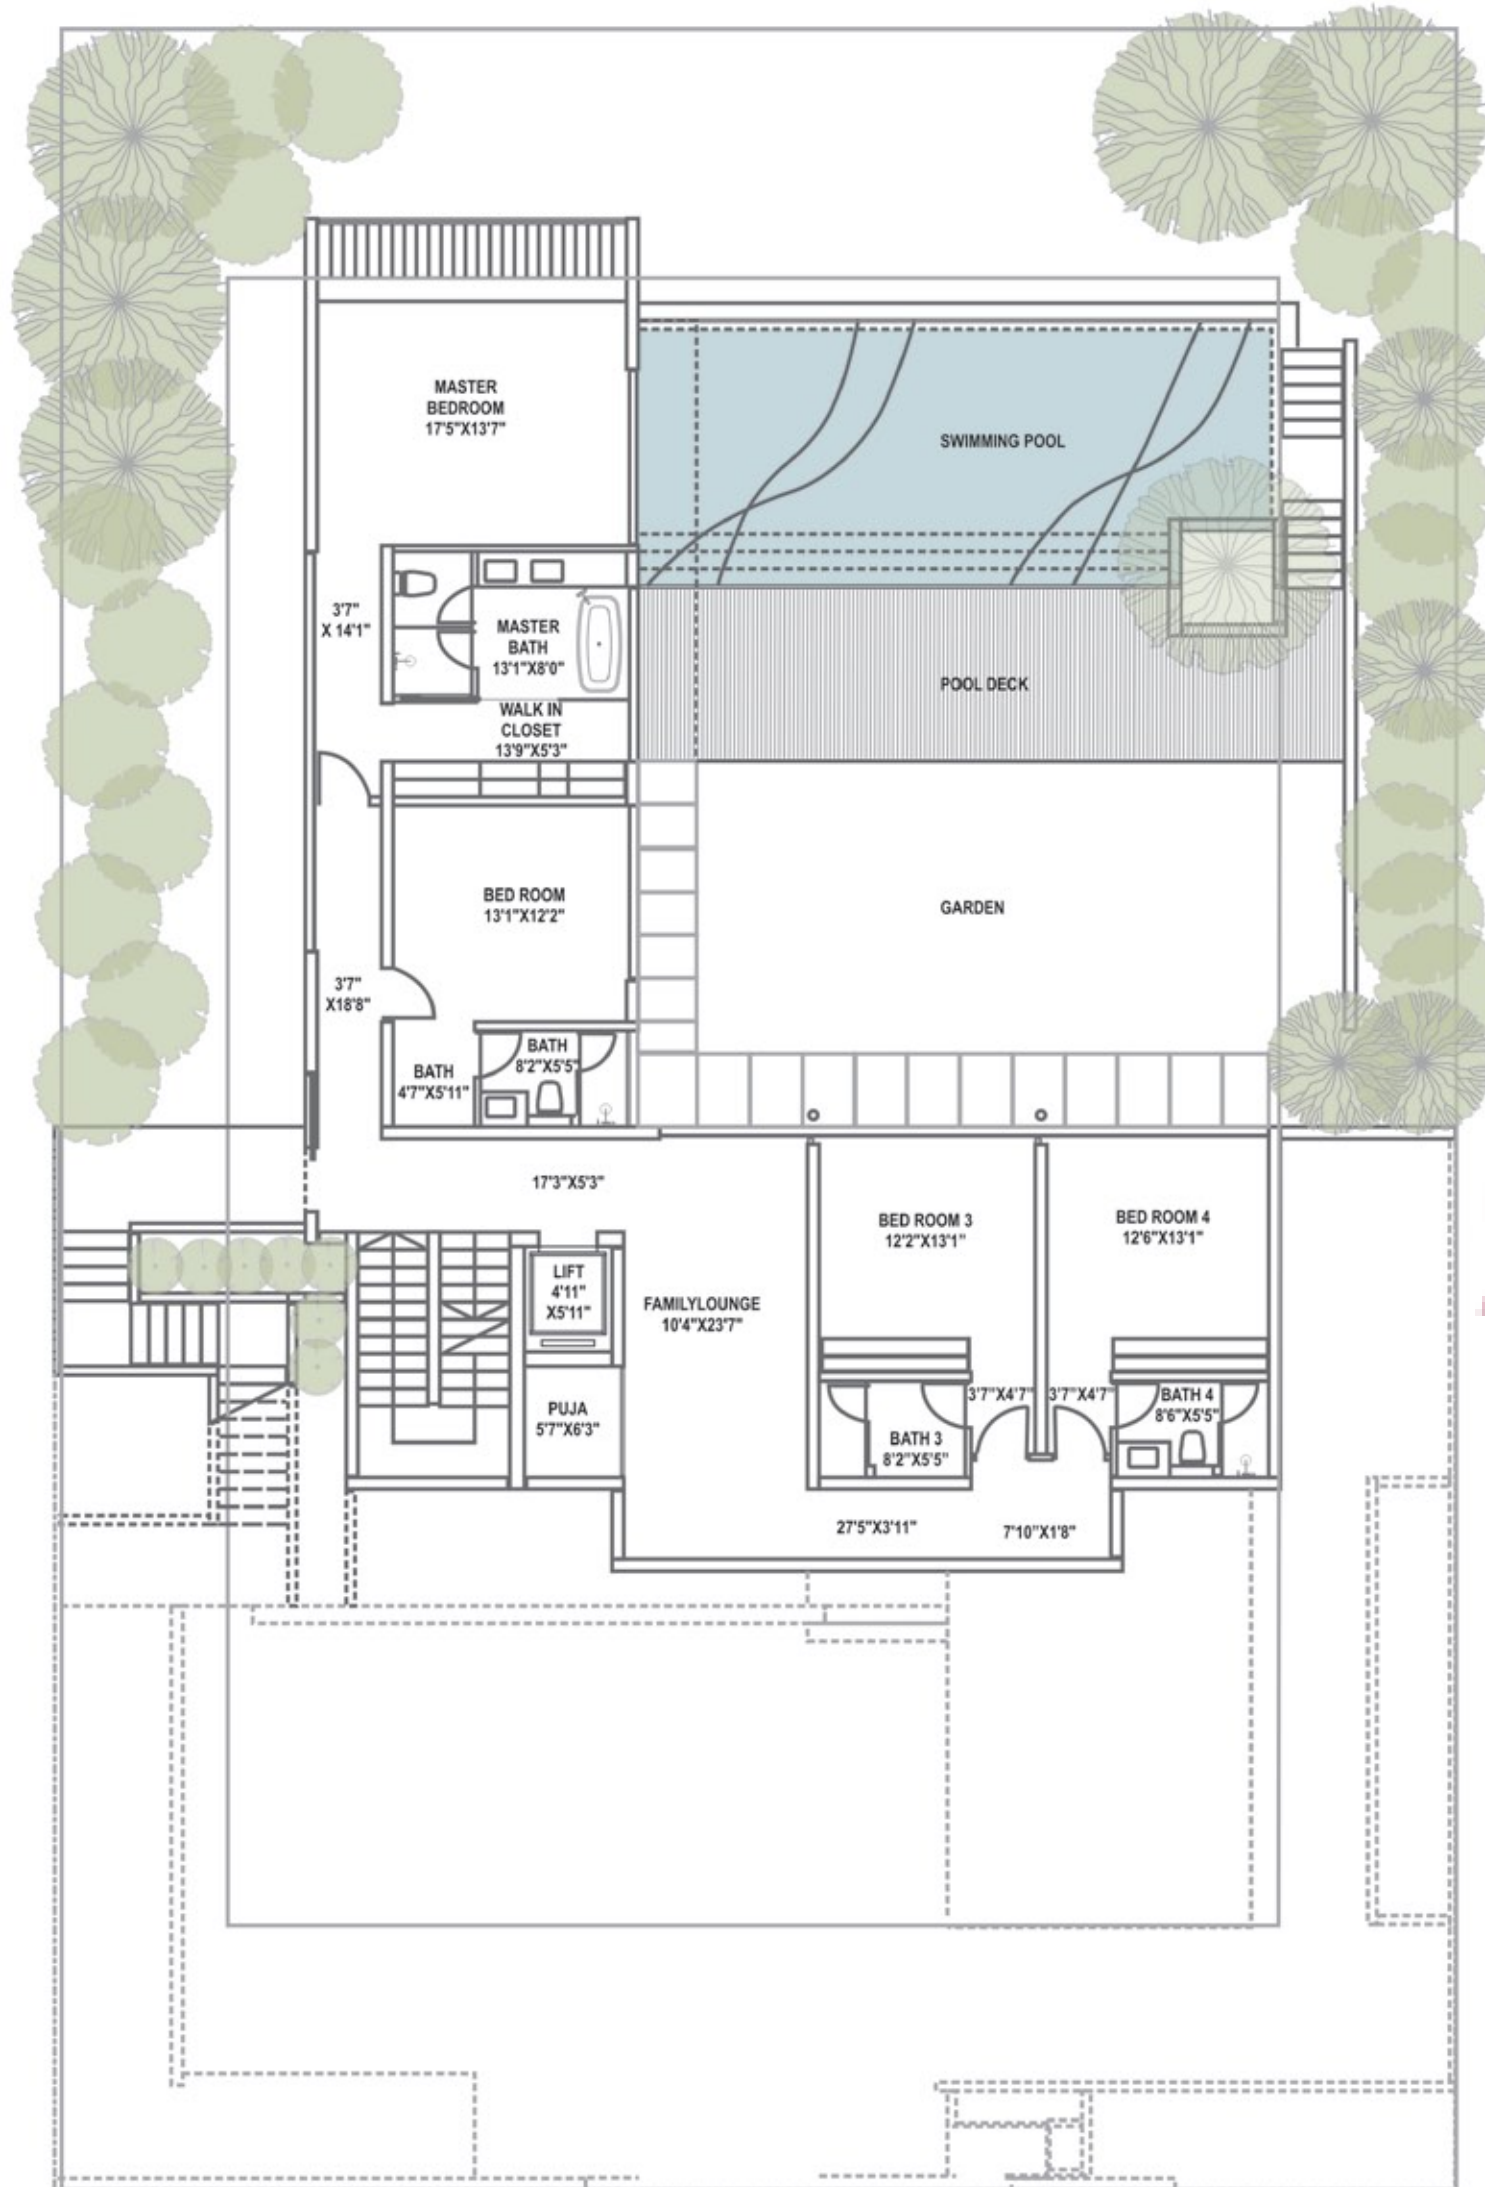 MASTER
BEDROOM
17'5"X13'7"
SWIMMING POOL
3'7"
X 14'1"
MASTER
BATH
13'1"X8'0"
POOL DECK
WALK IN
CLOSET
13'9"X5'3"
BED ROOM
13'1"X12'2"
GARDEN
3'7"
X18'8"
BATH
8'2"X5'5"
BATH
4'7"X5'11"
17'3"X5'3"
BED ROOM 3
12'2"X13'1"
BED ROOM 4
12'6"X13'1"
LIFT
4'11"
X5'11"
FAMILYLOUNGE
10'4"X23'7"
PUJA
5'7"X6'3"
3'7"X4'7"
3'7"X4'7"
BATH 4
8'6"X5'5"
BATH 3
8'2"X5'5"
27'5"X3'11"
7'10"X1'8"